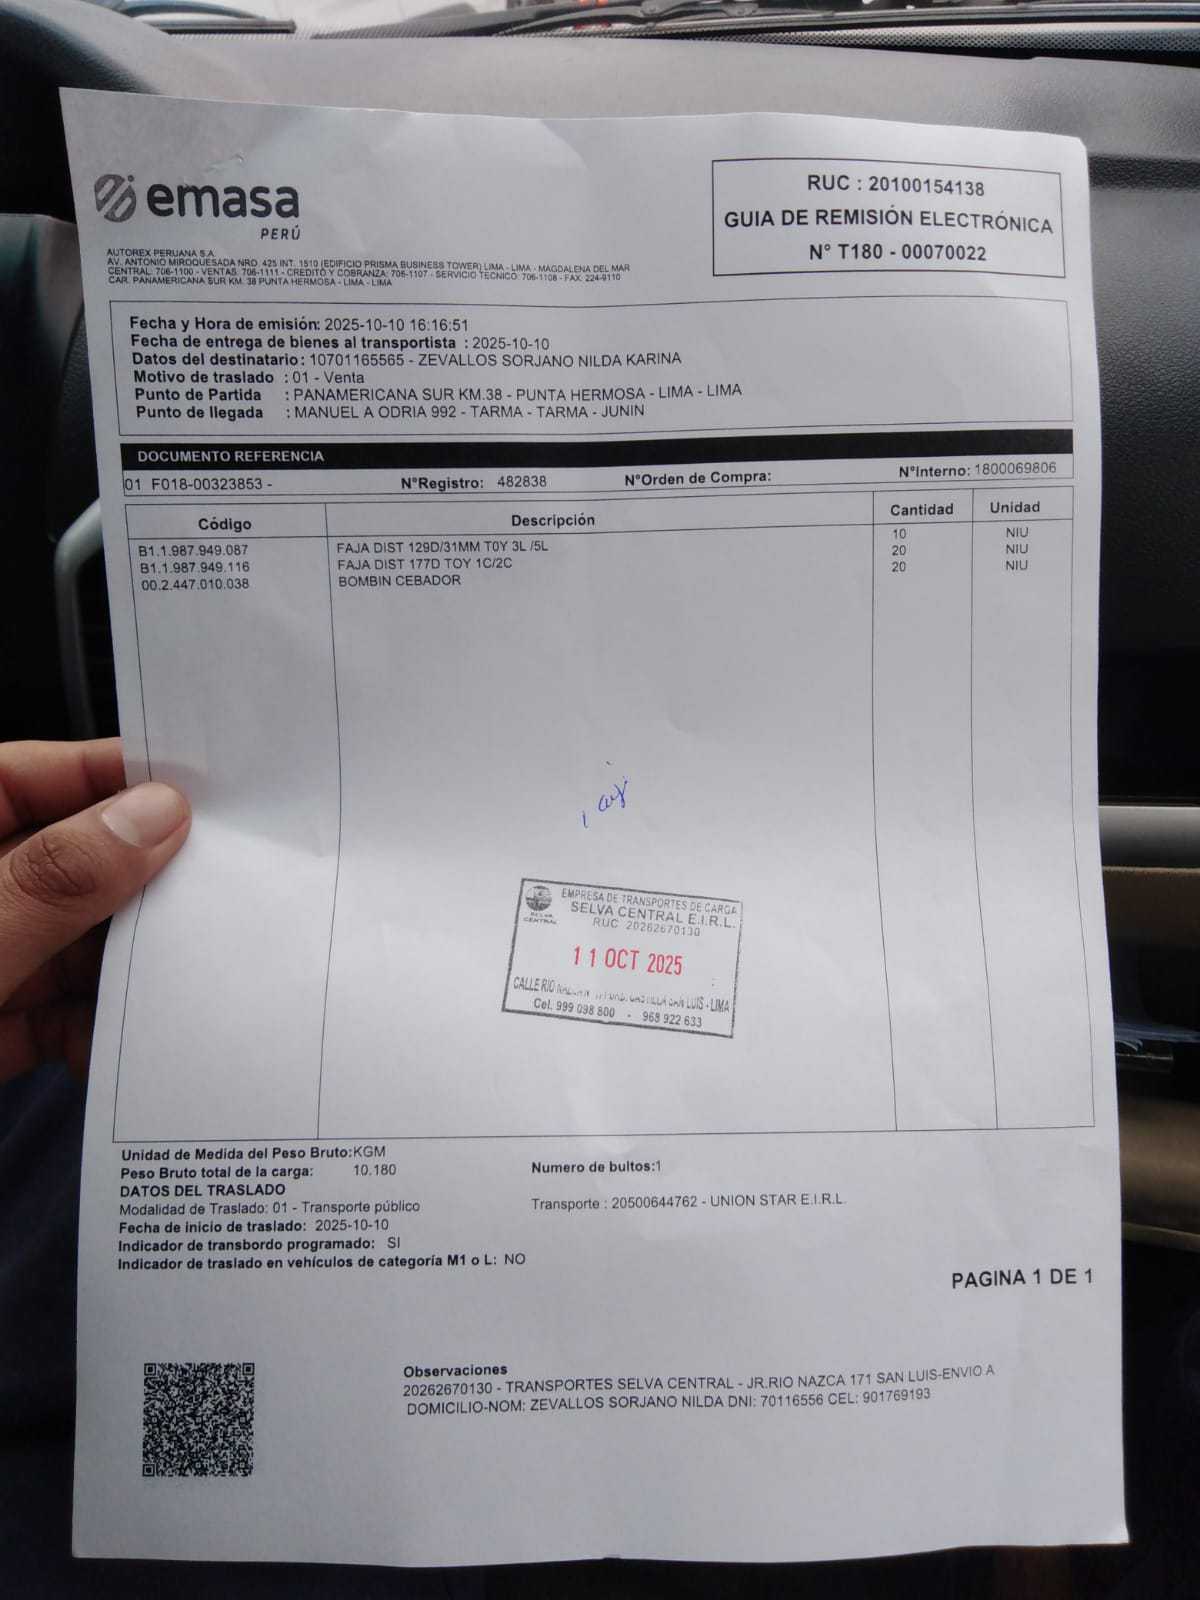 emasa
PERÚ
RUC : 20100154138
GUIA DE REMISIÓN ELECTRÓNICA
N° T180 - 00070022
AUTOREX PERUANA S.A.
AV. ANTONIO MIROQUESADA NRO. 425 INT. 1510 (EDIFICIO PRISMA BUSINESS TOWER) LIMA - LIMA - MAGDALENA DEL MAR
CENTRAL: 706-1100 - VENTAS: 706-1111 - CREDITO Y COBRANZA: 706-1107 - SERVICIO TECNICO: 706-1108 - FAX: 224-9110
CAR. PANAMERICANA SUR KM. 38 PUNTA HERMOSA - LIMA - LIMA
Fecha y Hora de emisión: 2025-10-10 16:16:51
Fecha de entrega de bienes al transportista : 2025-10-10
Datos del destinatario : 10701165565 - ZEVALLOS SORJANO NILDA KARINA
Motivo de traslado : 01 - Venta
Punto de Partida : PANAMERICANA SUR KM.38 - PUNTA HERMOSA - LIMA - LIMA
Punto de llegada : MANUEL A ODRIA 992 - TARMA - TARMA - JUNIN
DOCUMENTO REFERENCIA
01 F018-00323853 - N°Registro: 482838 N°Orden de Compra: N°Interno: 1800069806
Código Descripción Cantidad Unidad
B1.1.987.949.087 FAJA DIST 129D/31MM T0Y 3L /5L 10 NIU
B1.1.987.949.116 FAJA DIST 177D TOY 1C/2C 20 NIU
00.2.447.010.038 BOMBIN CEBADOR 20 NIU
SELVA CENTRAL
EMPRESA DE TRANSPORTES DE CARGA
SELVA CENTRAL E.I.R.L.
RUC 20262670130
11 OCT 2025
CALLE RIO SAN LUIS - LIMA
Cel. 999 098 800 - 968 922 633
Unidad de Medida del Peso Bruto:KGM
Peso Bruto total de la carga: 10.180 Numero de bultos:1
DATOS DEL TRASLADO
Modalidad de Traslado: 01 - Transporte público Transporte : 20500644762 - UNION STAR E.I.R.L.
Fecha de inicio de traslado: 2025-10-10
Indicador de transbordo programado: SI
Indicador de traslado en vehículos de categoría M1 o L: NO
PAGINA 1 DE 1
Observaciones
20262670130 - TRANSPORTES SELVA CENTRAL - JR.RIO NAZCA 171 SAN LUIS-ENVIO A
DOMICILIO-NOM: ZEVALLOS SORJANO NILDA DNI: 70116556 CEL: 901769193